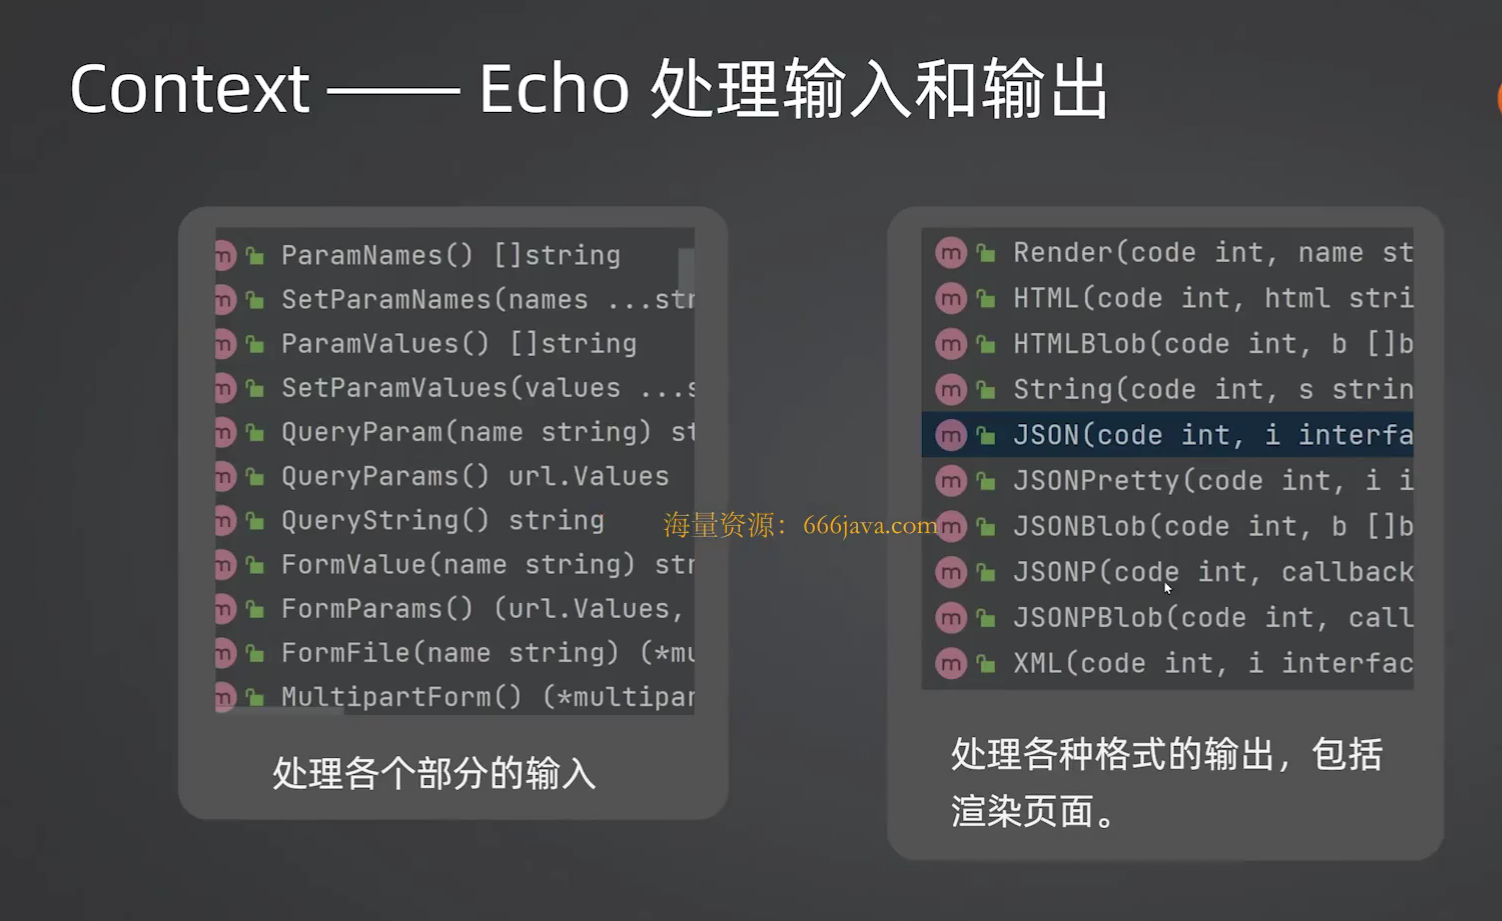 Context —— Echo 处理输入和输出
ParamNames() []string
SetParamNames(names ...str
ParamValues() []string
SetParamValues(values ...s
QueryParam(name string) st
QueryParams() url.Values
QueryString() string
FormValue(name string) str
FormParams() (url.Values,
FormFile(name string) (*mu
MultipartForm() (*multipar
处理各个部分的输入
海量资源：666java.com
Render(code int, name st
HTML(code int, html stri
HTMLBlob(code int, b []b
String(code int, s strin
JSON(code int, i interfa
JSONPretty(code int, i i
JSONBlob(code int, b []b
JSONP(code int, callback
JSONPBlob(code int, call
XML(code int, i interfac
处理各种格式的输出，包括
渲染页面。